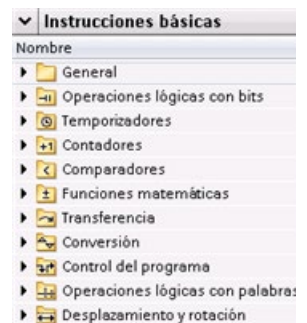 Instrucciones básicas
Nombre
General
Operaciones lógicas con bits
Temporizadores
Contadores
Comparadores
Funciones matemáticas
Transferencia
Conversión
Control del programa
Operaciones lógicas con palabras
Desplazamiento y rotación